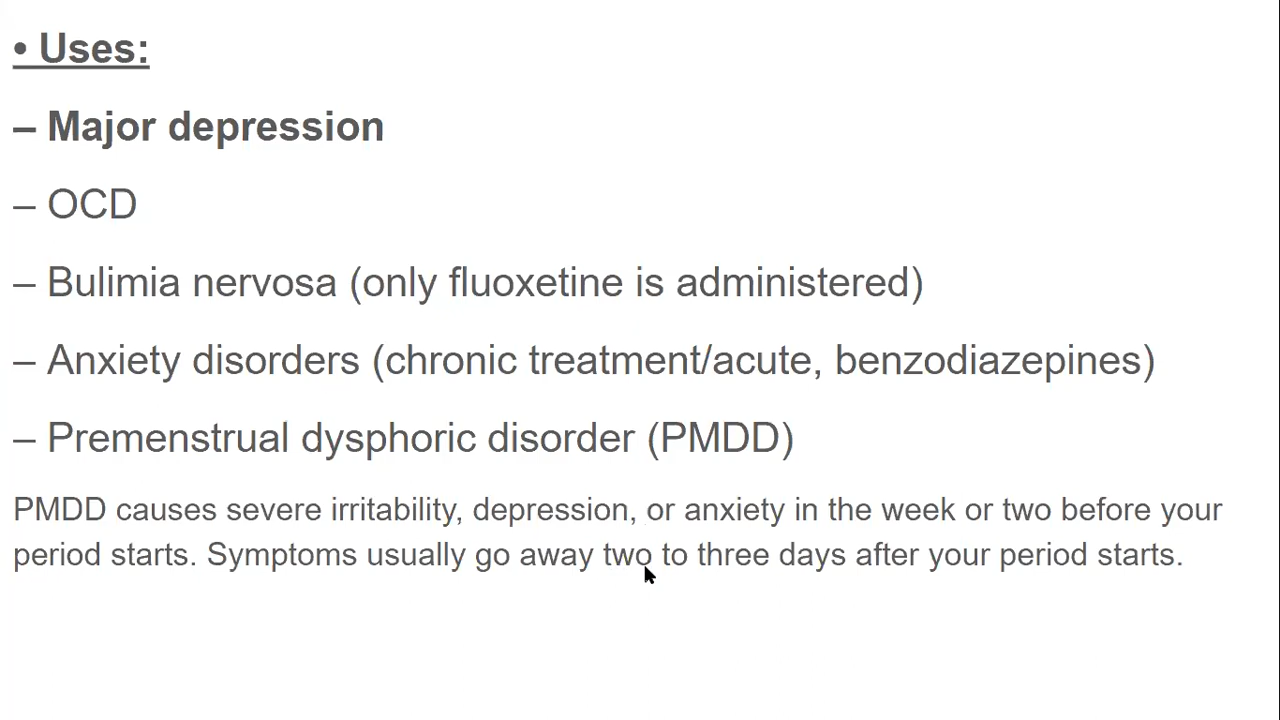 • Uses:
– Major depression
– OCD
– Bulimia nervosa (only fluoxetine is administered)
– Anxiety disorders (chronic treatment/acute, benzodiazepines)
– Premenstrual dysphoric disorder (PMDD)
PMDD causes severe irritability, depression, or anxiety in the week or two before your
period starts. Symptoms usually go away two to three days after your period starts.